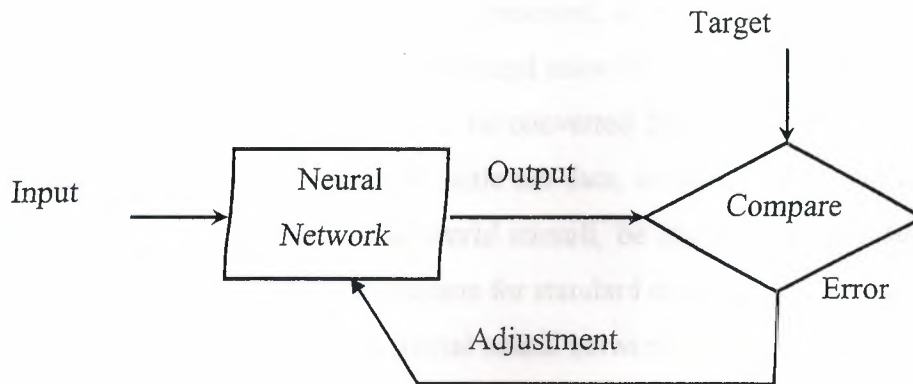 Target
Input
Neural
Network
Output
Compare
Error
Adjustment